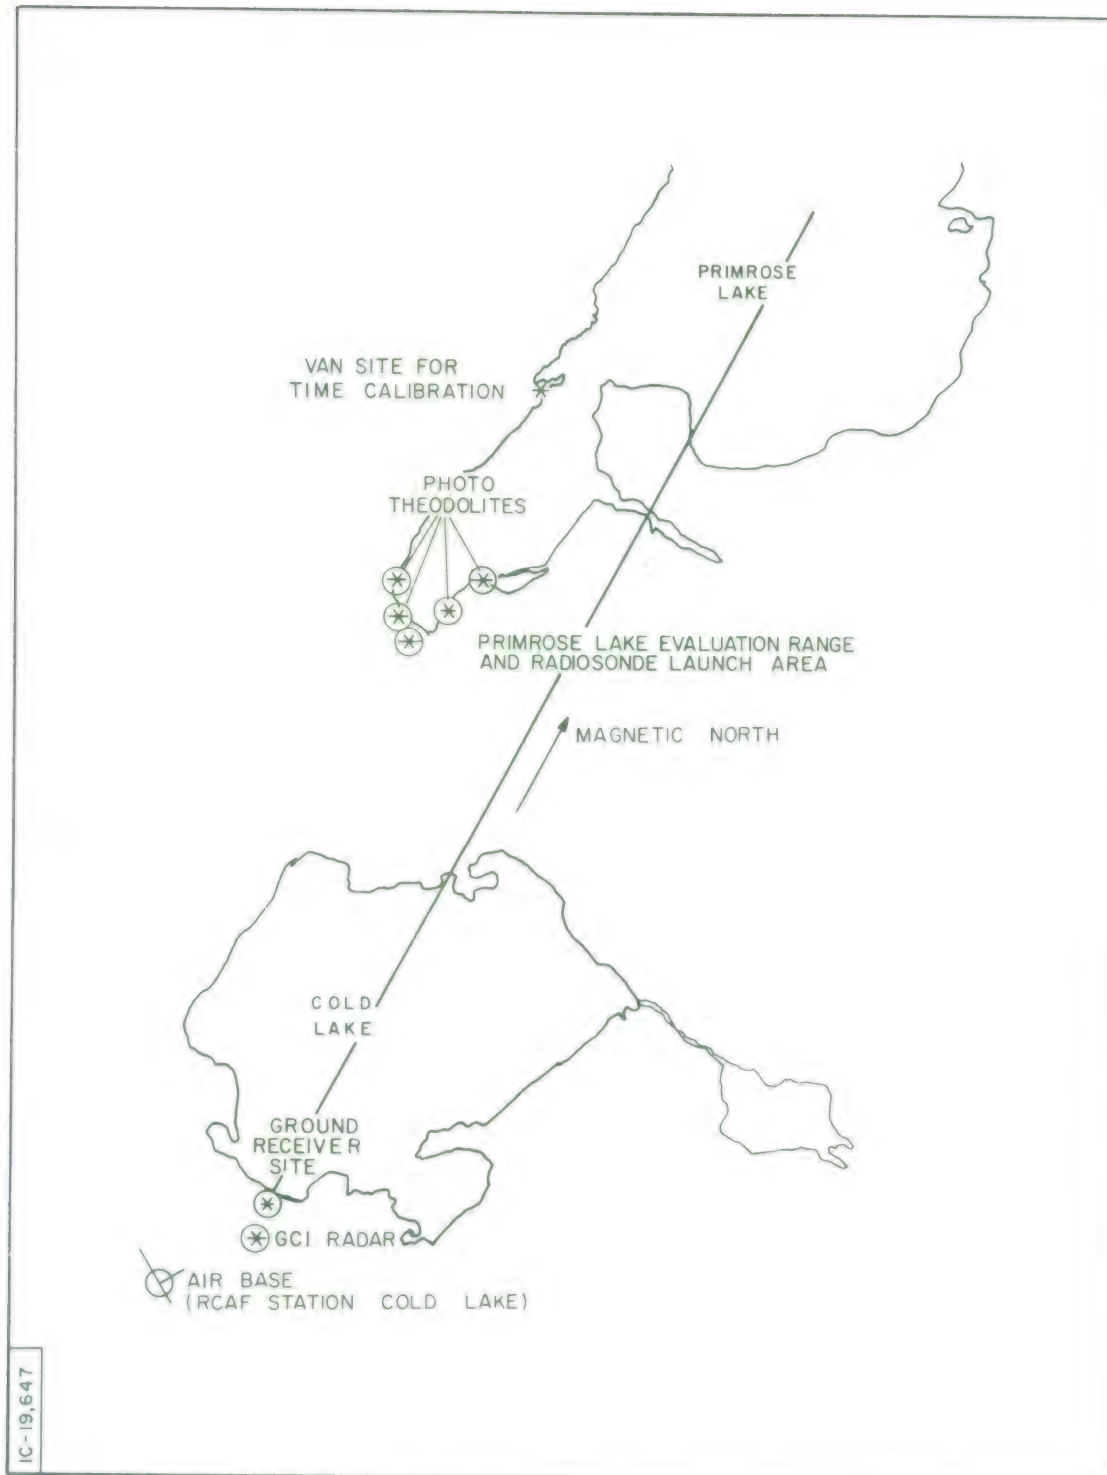 PRIMROSE
LAKE
VAN SITE FOR
TIME CALIBRATION
PHOTO
THEODOLITES
PRIMROSE LAKE EVALUATION RANGE
AND RADIOSONDE LAUNCH AREA
MAGNETIC NORTH
COLD
LAKE
GROUND
RECEIVER
SITE
GCI RADAR
AIR BASE
(RCAF STATION COLD LAKE)
IC-19,647